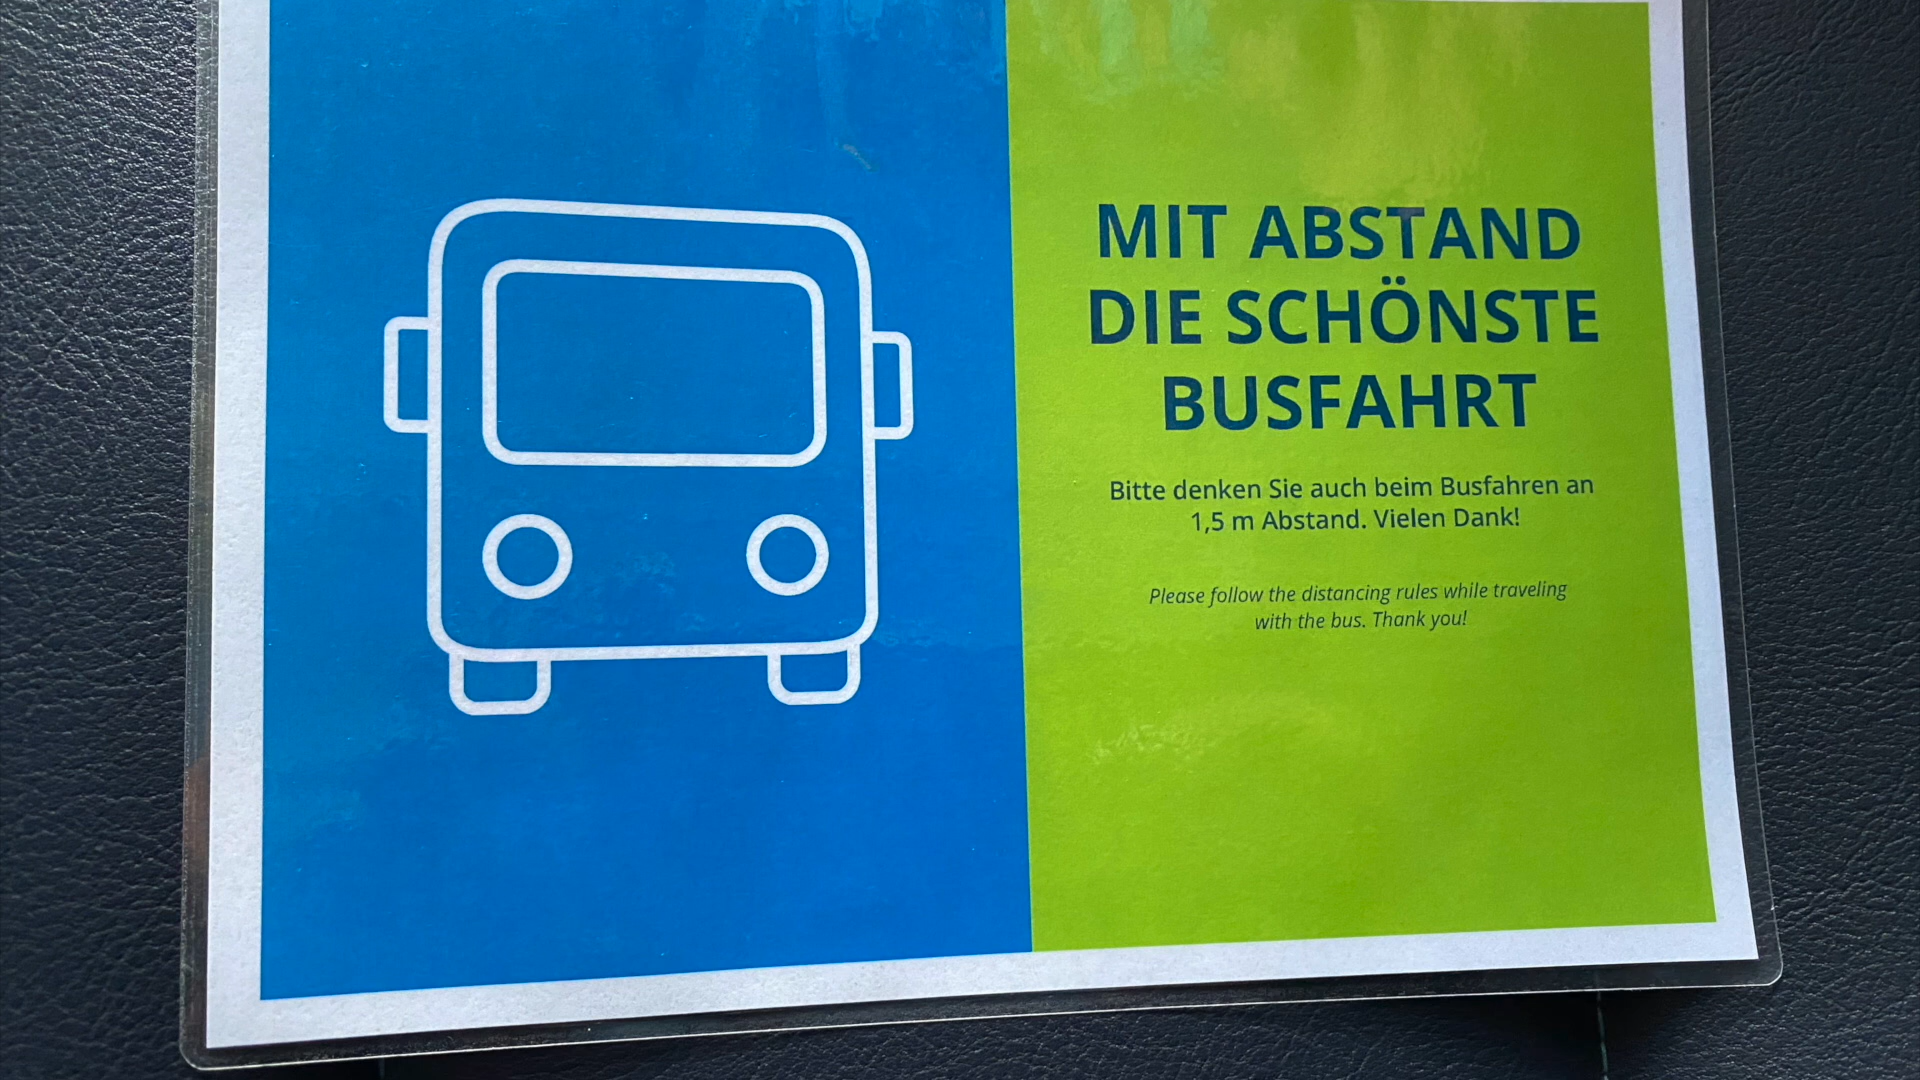 MIT ABSTAND
DIE SCHÖNSTE
BUSFAHRT
Bitte denken Sie auch beim Busfahren an
1,5 m Abstand. Vielen Dank!
Please follow the distancing rules while traveling
with the bus. Thank you!